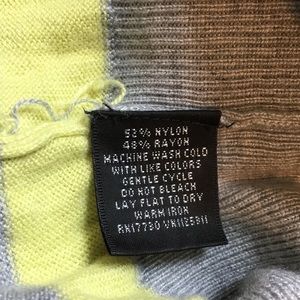 52% NYLON
48% RAYON
MACHINE WASH COLD
WITH LIKE COLORS
GENTLE CYCLE
DO NOT BLEACH
LAY FLAT TO DRY
WARM IRON
RN17730 VN1125311